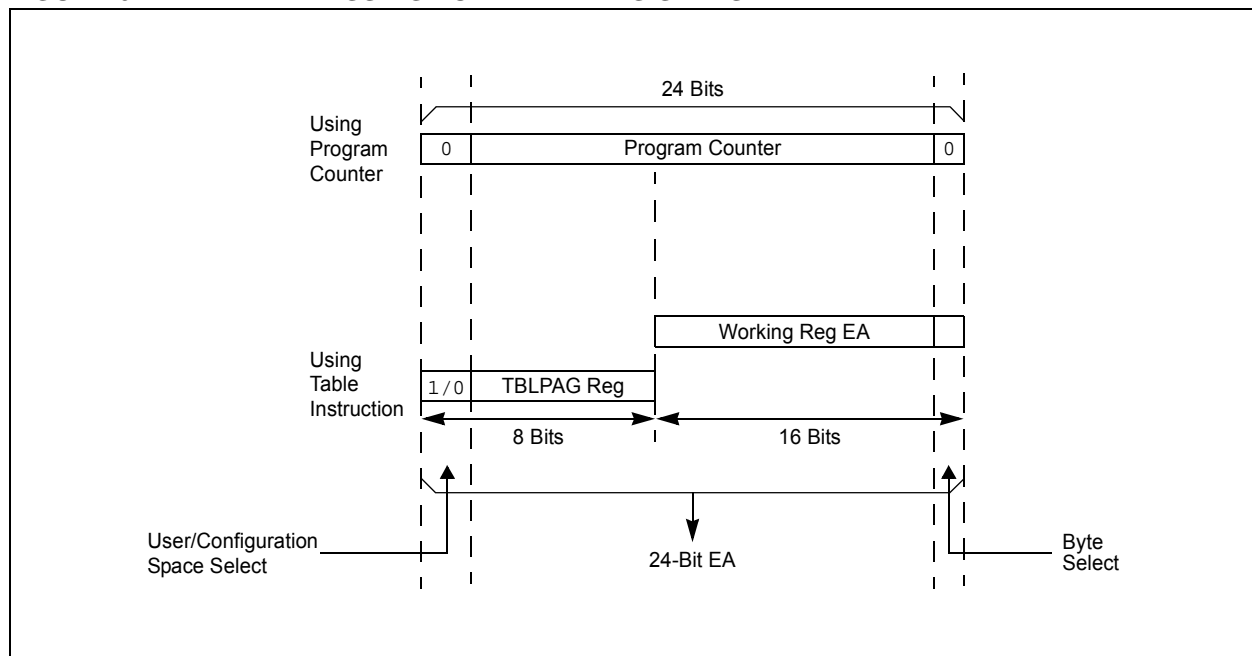 24 Bits
Using
Program
Counter
0
Program Counter
0
Working Reg EA
Using
Table
Instruction
1/0
TBLPAG Reg
8 Bits
16 Bits
User/Configuration
Space Select
24-Bit EA
Byte
Select